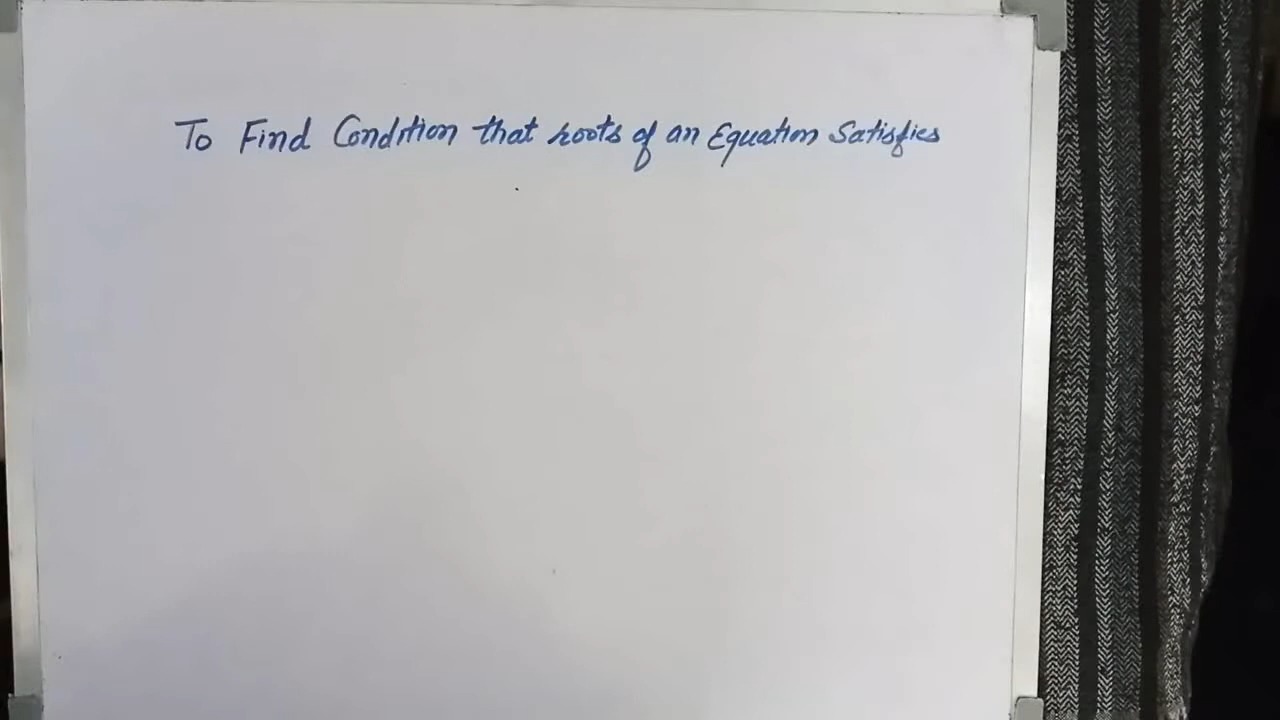 To Find Condition that roots of an Equation Satisfies